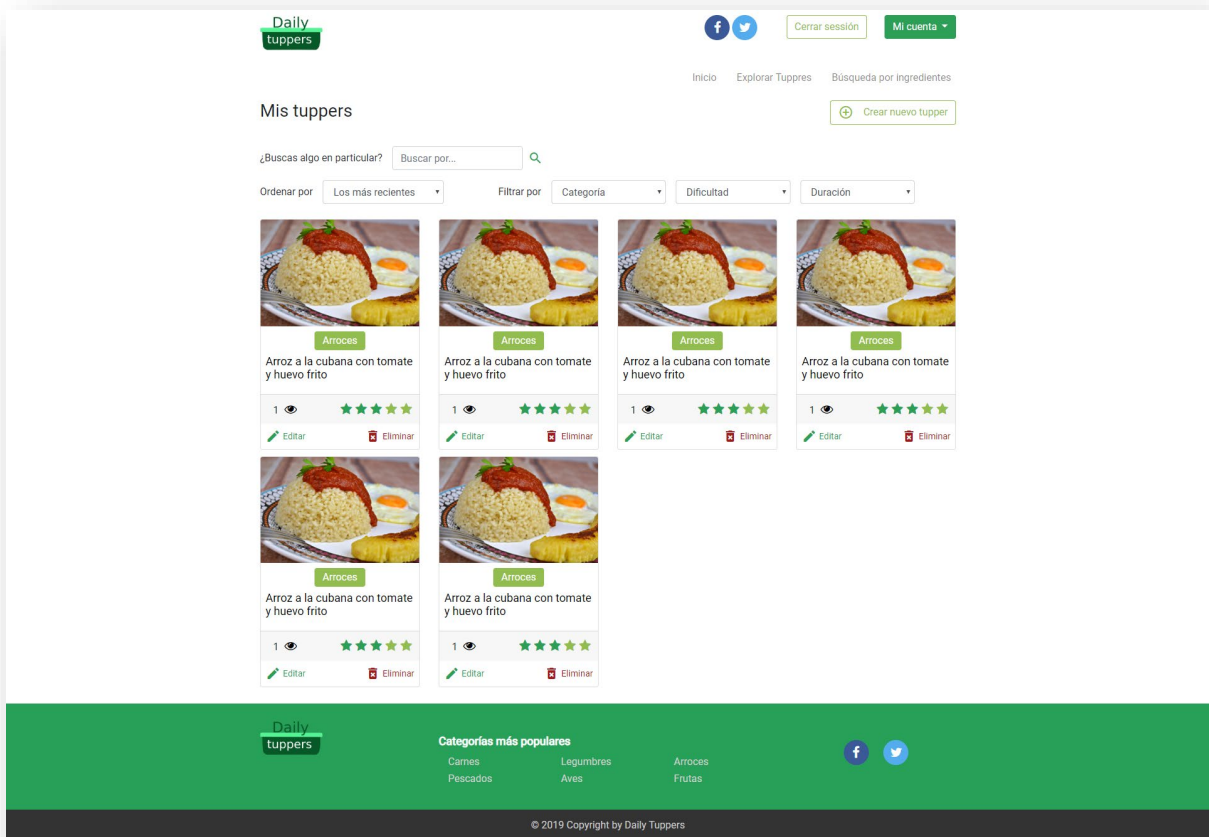 Daily
tuppers
Cerrar sessión
Mi cuenta
Inicio Explorar Tuppres Búsqueda por ingredientes
Mis tuppers
Crear nuevo tupper
¿Buscas algo en particular? Buscar por...
Ordenar por Los más recientes Filtrar por Categoría Dificultad Duración
Arroces
Arroz a la cubana con tomate
y huevo frito
1
Editar Eliminar
Arroces
Arroz a la cubana con tomate
y huevo frito
1
Editar Eliminar
Arroces
Arroz a la cubana con tomate
y huevo frito
1
Editar Eliminar
Arroces
Arroz a la cubana con tomate
y huevo frito
1
Editar Eliminar
Arroces
Arroz a la cubana con tomate
y huevo frito
1
Editar Eliminar
Arroces
Arroz a la cubana con tomate
y huevo frito
1
Editar Eliminar
Daily
tuppers
Categorías más populares
Carnes Legumbres Arroces
Pescados Aves Frutas
© 2019 Copyright by Daily Tuppers